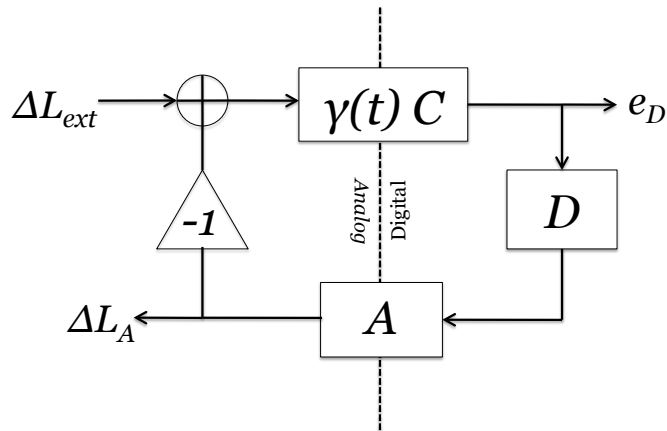 ΔL_ext
γ(t) C
e_D
-1
Analog
Digital
D
ΔL_A
A